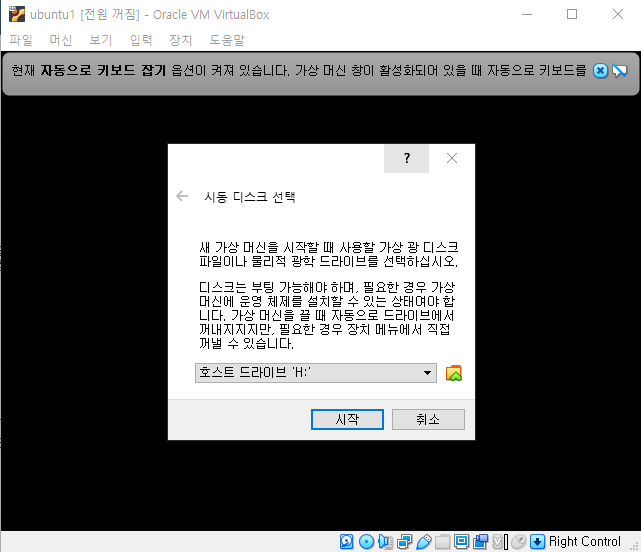 ubuntu1 [전원 꺼짐] - Oracle VM VirtualBox
파일 머신 보기 입력 장치 도움말
현재 자동으로 키보드 잡기 옵션이 켜져 있습니다. 가상 머신 창이 활성화되어 있을 때 자동으로 키보드를
?
시동 디스크 선택
새 가상 머신을 시작할 때 사용할 가상 광 디스크
파일이나 물리적 광학 드라이브를 선택하십시오.
디스크는 부팅 가능해야 하며, 필요한 경우 가상
머신에 운영 체제를 설치할 수 있는 상태여야 합
니다. 가상 머신을 끌 때 자동으로 드라이브에서
꺼내지지지만, 필요한 경우 장치 메뉴에서 직접
꺼낼 수 있습니다.
호스트 드라이브 'H:'
시작 취소
Right Control